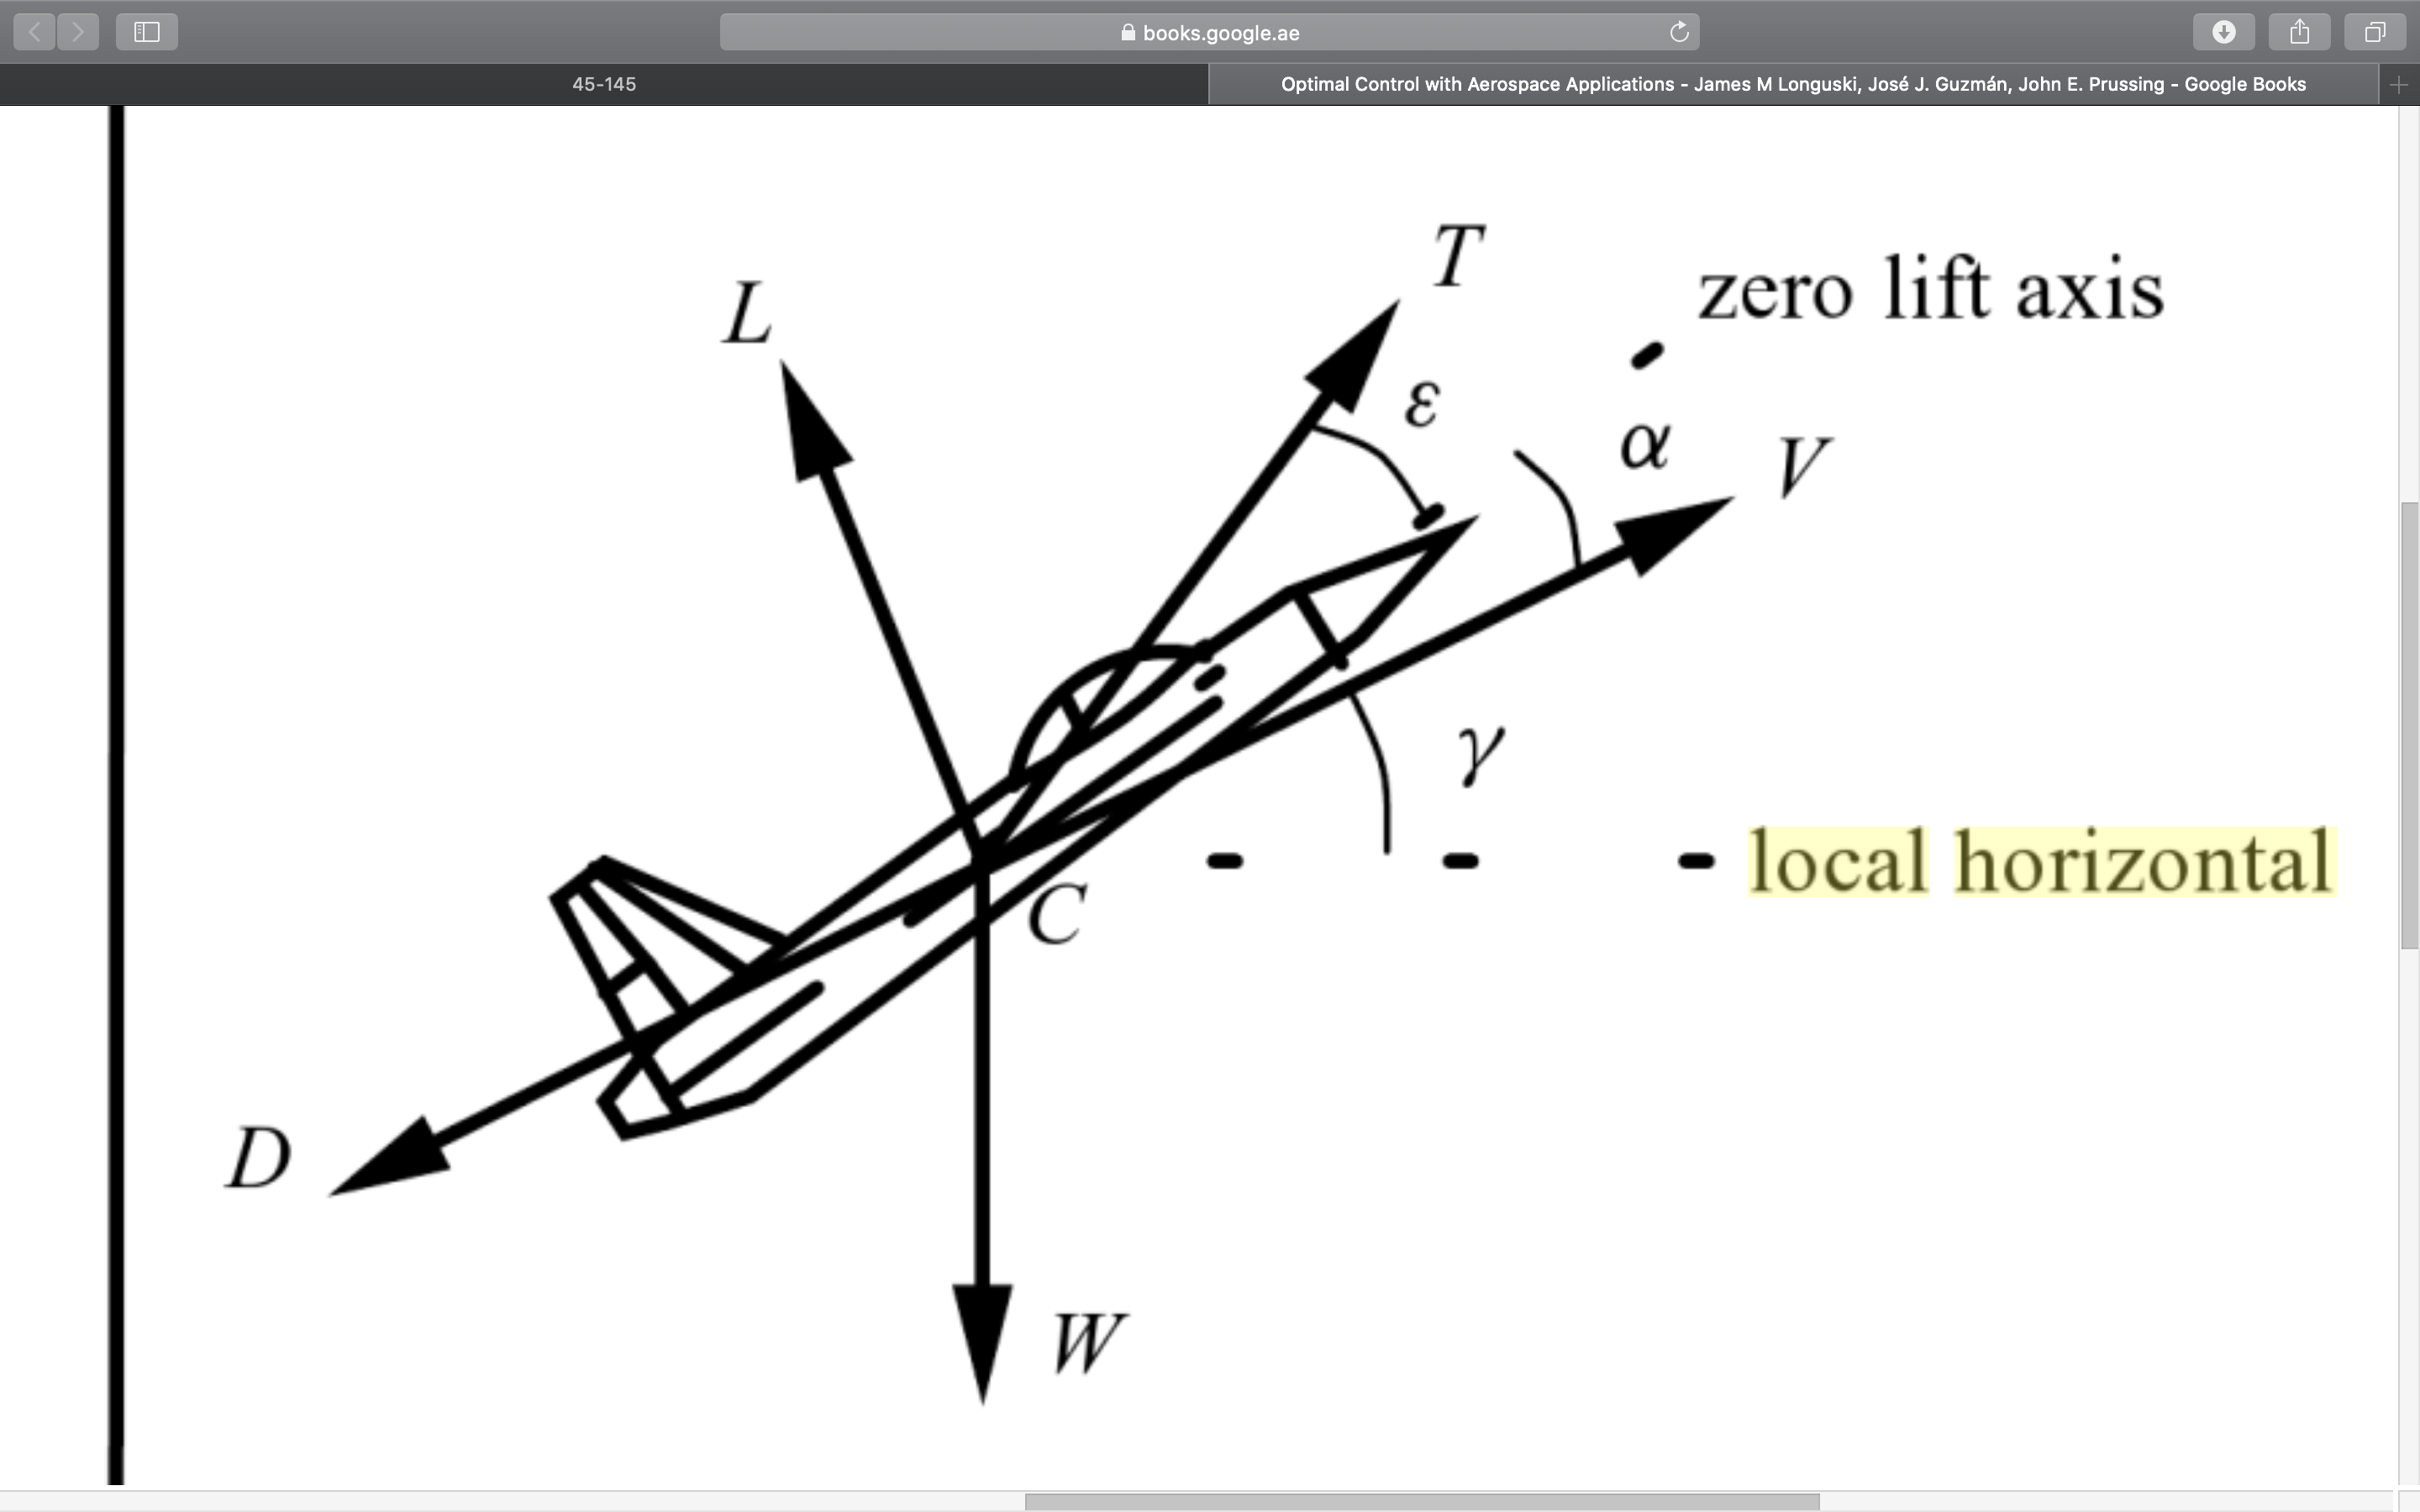 books.google.ae
45-145
Optimal Control with Aerospace Applications - James M Longuski, José J. Guzmán, John E. Prussing - Google Books
T
zero lift axis
L
ε
α
V
γ
local horizontal
C
D
W